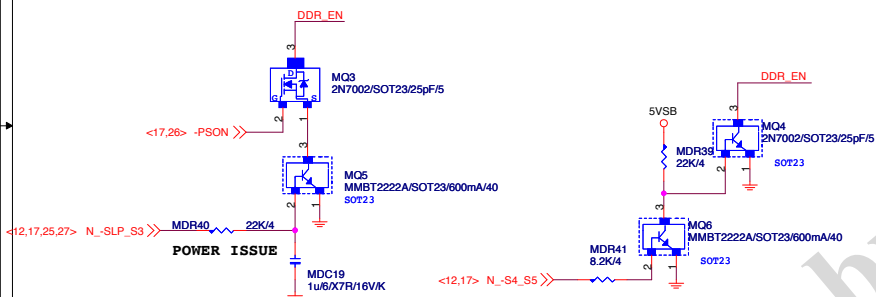 DDR_EN
3
D
G
S
MQ3
2N7002/SOT23/25pF/5
2
1
<17,26> -PSON
3
MQ5
MMBT2222A/SOT23/600mA/40
SOT23
2
1
<12,17,25,27> N_-SLP_S3
MDR40
22K/4
POWER ISSUE
MDC19
1u/6/X7R/16V/K
DDR_EN
5VSB
3
MQ4
2N7002/SOT23/25pF/5
MDR39
22K/4
SOT23
2
1
3
MQ6
MMBT2222A/SOT23/600mA/40
SOT23
MDR41
8.2K/4
2
1
<12,17> N_-S4_S5